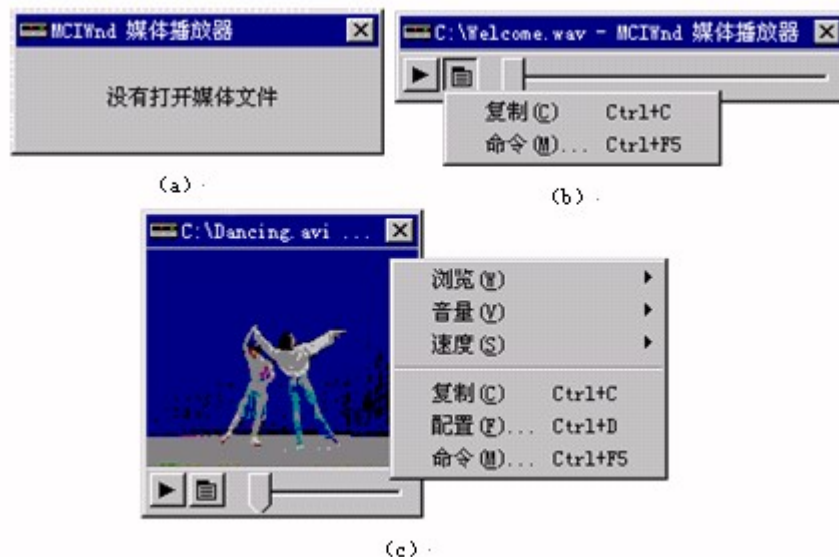 MCIWnd 媒体播放器
没有打开媒体文件
(a)
C:\Welcome.wav - MCIWnd 媒体播放器
复制(C) Ctrl+C
命令(M)... Ctrl+F5
(b)
C:\Dancing.avi ...
浏览(W)
音量(V)
速度(S)
复制(C) Ctrl+C
配置(F)... Ctrl+D
命令(M)... Ctrl+F5
(c)